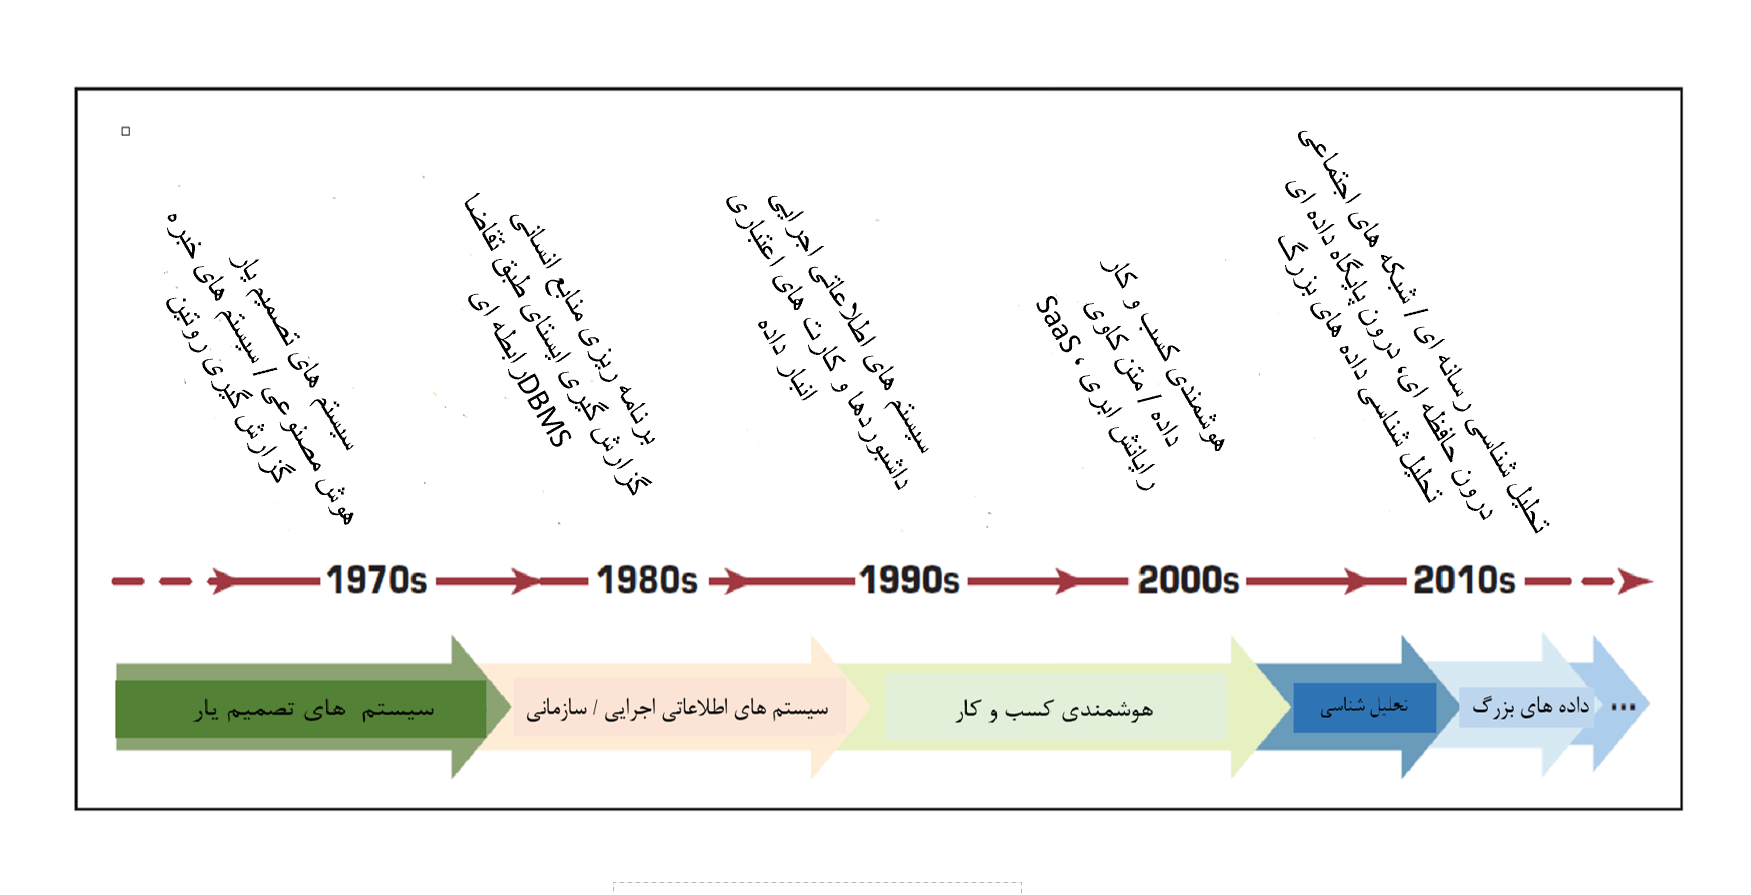 سیستم های تصمیم یار
هوش مصنوعی / سیستم های خبره
گزارش گیری روتین
برنامه ریزی منابع انسانی
گزارش گیری ایستای طبق تقاضا
DBMSرابطه ای
سیستم های اطلاعاتی اجرایی
داشبوردها و کارت های اعتباری
انبار داده
هوشمندی کسب و کار
داده / متن کاوی
رایانش ابری ، saas
تحلیل شناسی رسانه ای / شبکه های اجتماعی
درون حافظه ای، درون پایگاه داده ای
تحلیل شناسی داده های بزرگ
1970s 1980s 1990s 2000s 2010s
سیستم های تصمیم یار
سیستم های اطلاعاتی اجرایی / سازمانی
هوشمندی کسب و کار
تحلیل شناسی
داده های بزرگ
...